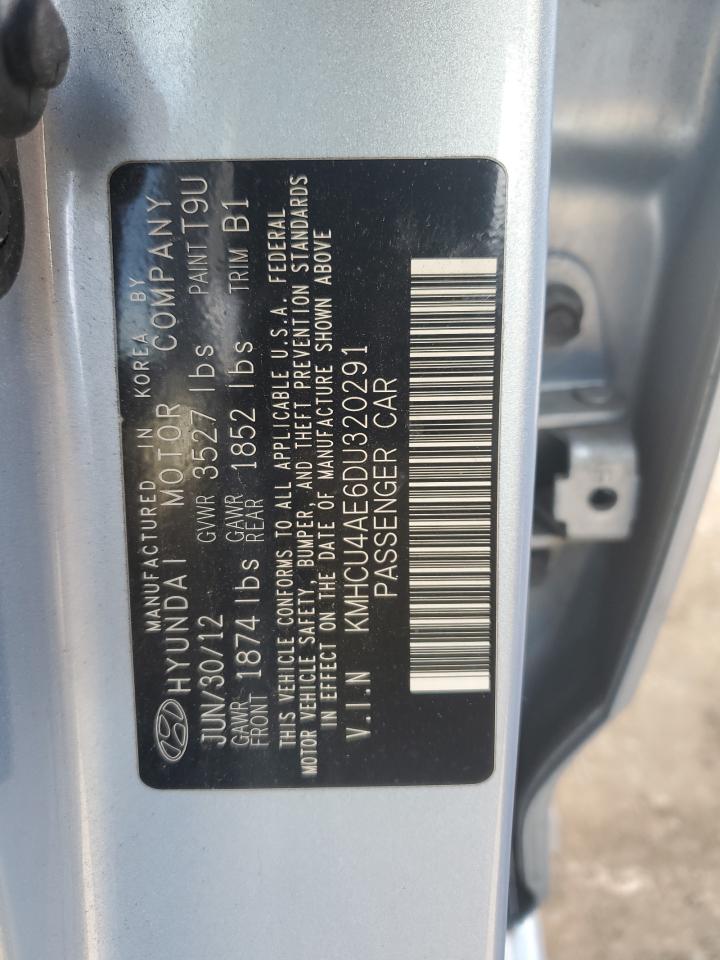 MANUFACTURED IN KOREA BY
HYUNDAI MOTOR COMPANY
JUN/30/12 GVWR 3527 lbs PAINT T9U
GAWR FRONT 1874 lbs GAWR REAR 1852 lbs TRIM B1
THIS VEHICLE CONFORMS TO ALL APPLICABLE U.S.A. FEDERAL
MOTOR VEHICLE SAFETY, BUMPER, AND THEFT PREVENTION STANDARDS
IN EFFECT ON THE DATE OF MANUFACTURE SHOWN ABOVE
V.I.N KMHCU4AE6DU320291
PASSENGER CAR